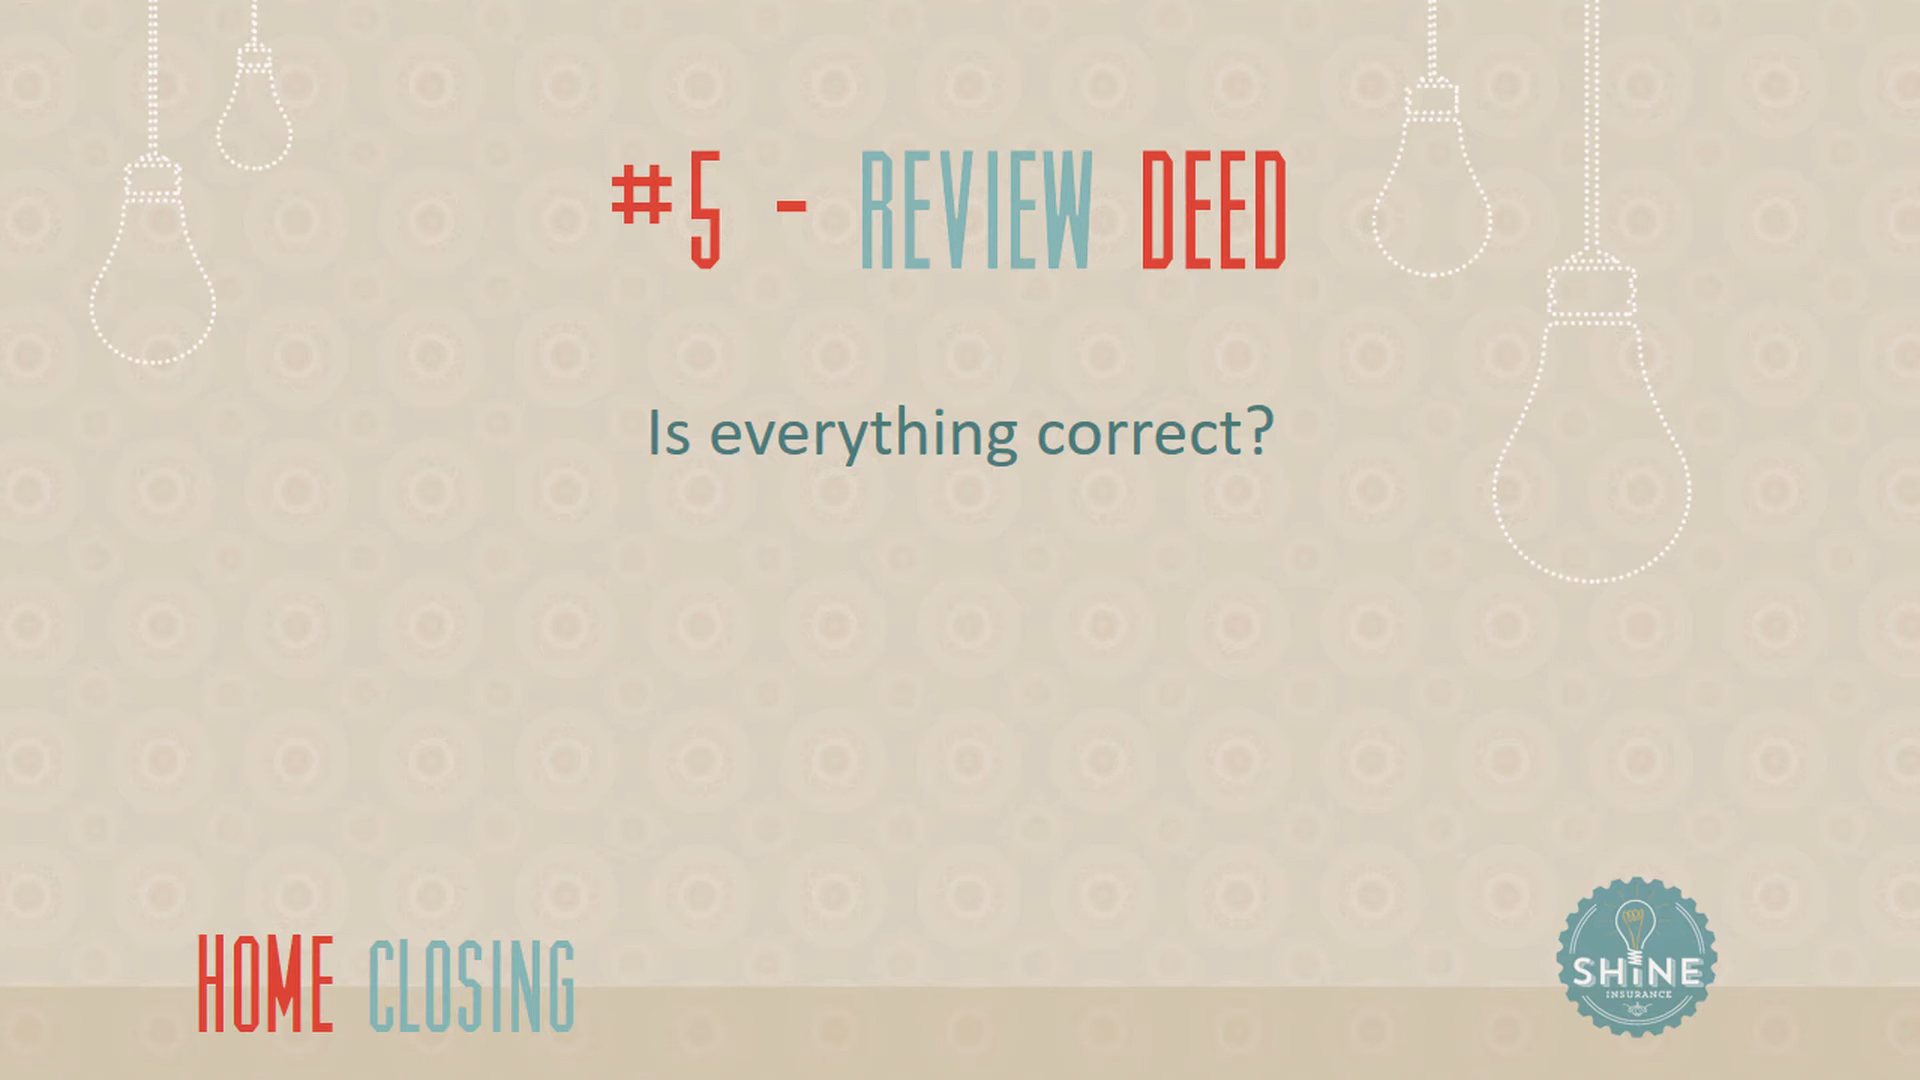 #5 - REVIEW DEED
Is everything correct?
HOME CLOSING
SHiNE
INSURANCE